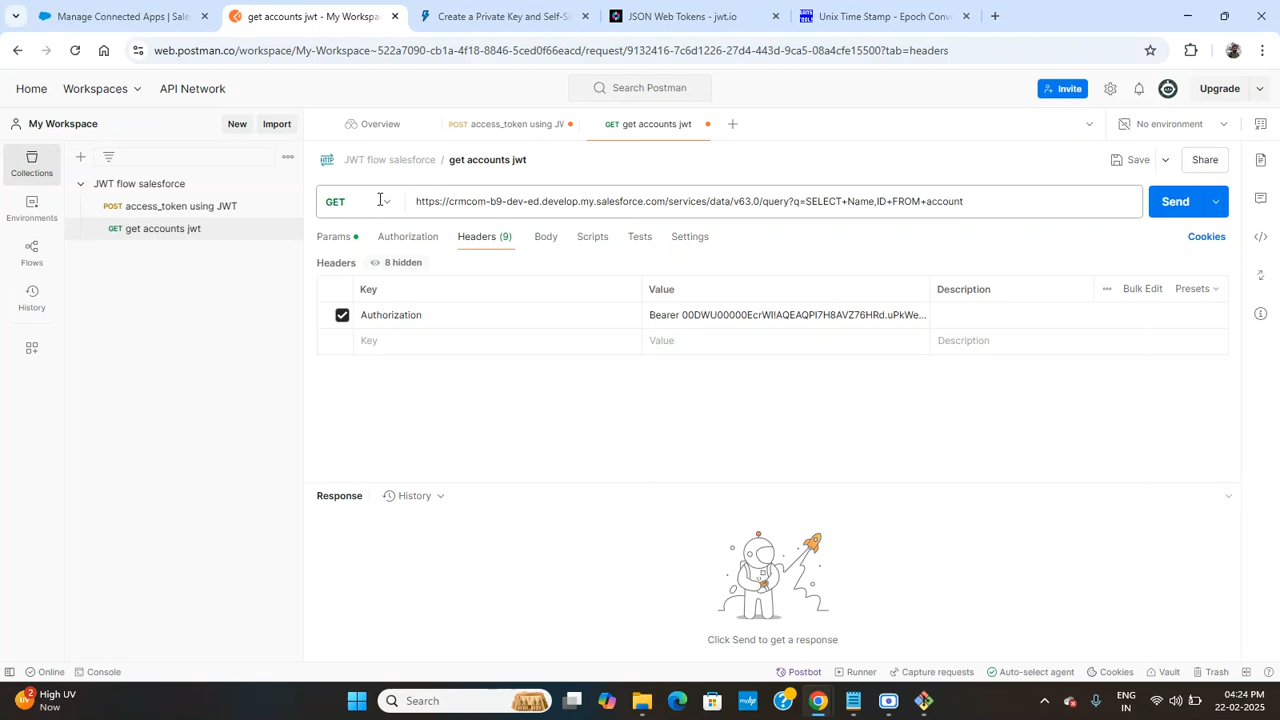 Manage Connected Apps | Sale
get accounts jwt - My Workspa
Create a Private Key and Self-Si
JSON Web Tokens - jwt.io
Unix Time Stamp - Epoch Conve
web.postman.co/workspace/My-Workspace~522a7090-cb1a-4f18-8846-5ced0f66eacd/request/9132416-7c6d1226-27d4-443d-9ca5-08a4cfe15500?tab=headers
Home
Workspaces
API Network
Search Postman
Invite
Upgrade
My Workspace
New
Import
Overview
POST access_token using JW
GET get accounts jwt
No environment
Collections
Environments
Flows
History
JWT flow salesforce
POST access_token using JWT
GET get accounts jwt
HTTP
JWT flow salesforce / get accounts jwt
Save
Share
GET
https://crmcom-b9-dev-ed.develop.my.salesforce.com/services/data/v63.0/query?q=SELECT+Name,ID+FROM+account
Send
Params
Authorization
Headers (9)
Body
Scripts
Tests
Settings
Cookies
Headers
8 hidden
Key
Value
Description
Bulk Edit
Presets
Authorization
Bearer 00DWU00000EcrWI!AQEAQPI7H8AVZ76HRd.uPkWe...
Key
Value
Description
Response
History
Click Send to get a response
Online
Console
Postbot
Runner
Capture requests
Auto-select agent
Cookies
Vault
Trash
2
High UV
Now
Search
ENG
IN
04:24 PM
22-02-2025